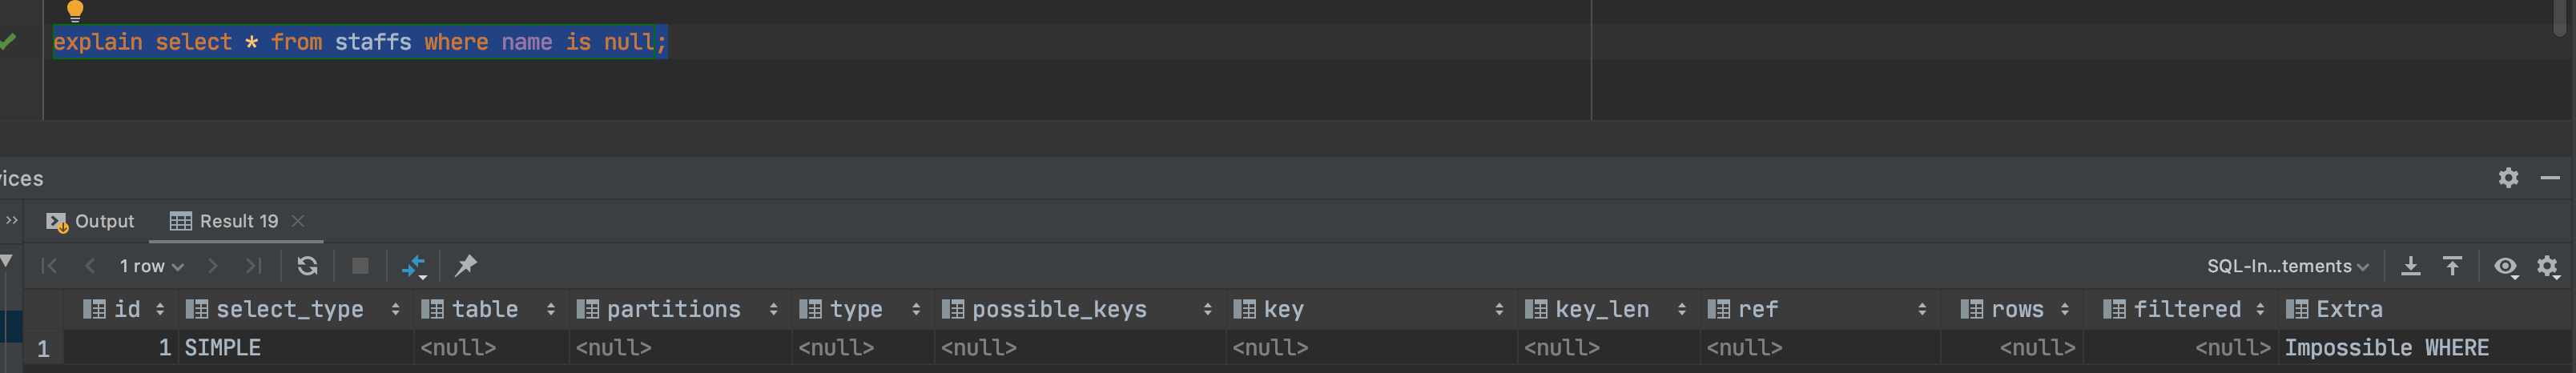 explain select * from staffs where name is null;
vices
Output Result 19
1 row SQL-In...tements
id select_type table partitions type possible_keys key key_len ref rows filtered Extra
1 1 SIMPLE <null> <null> <null> <null> <null> <null> <null> <null> <null> Impossible WHERE